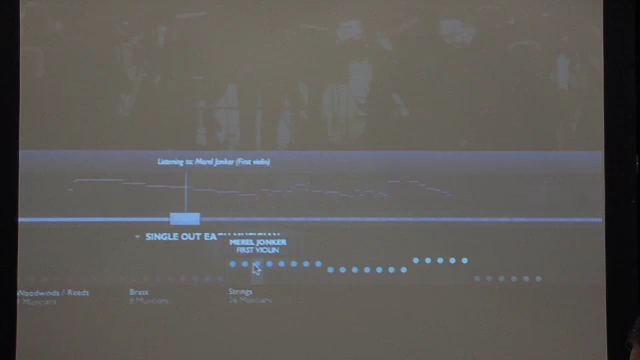 Listening to: Merel Jonker (First violin)
SINGLE OUT EACH MUSICIAN
MEREL JONKER
FIRST VIOLIN
Woodwinds / Reeds
Brass
Strings
Musicians
8 Musicians
26 Musicians